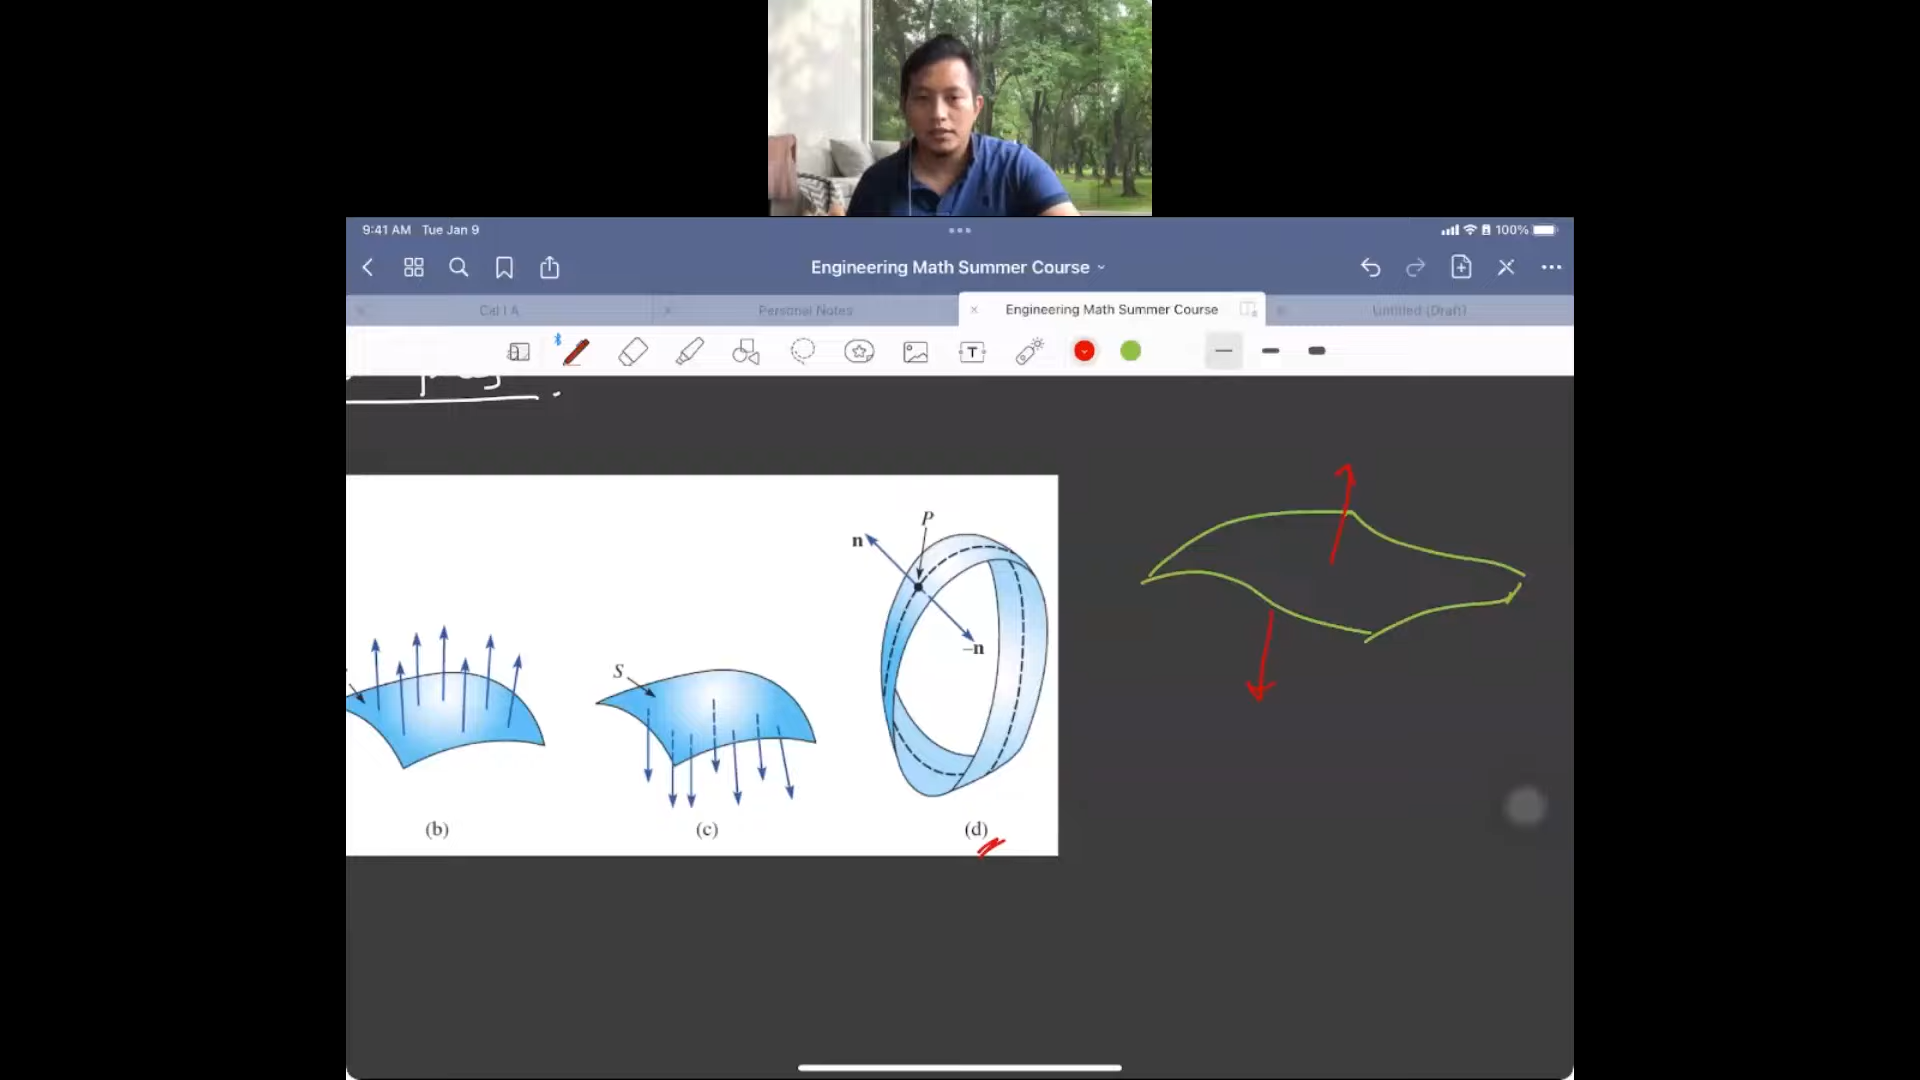 9:41 AM Tue Jan 9
100%
Engineering Math Summer Course
Cal I A
Personal Notes
Engineering Math Summer Course
Untitled (Draft)
T
P
n
−n
S
(b)
(c)
(d)